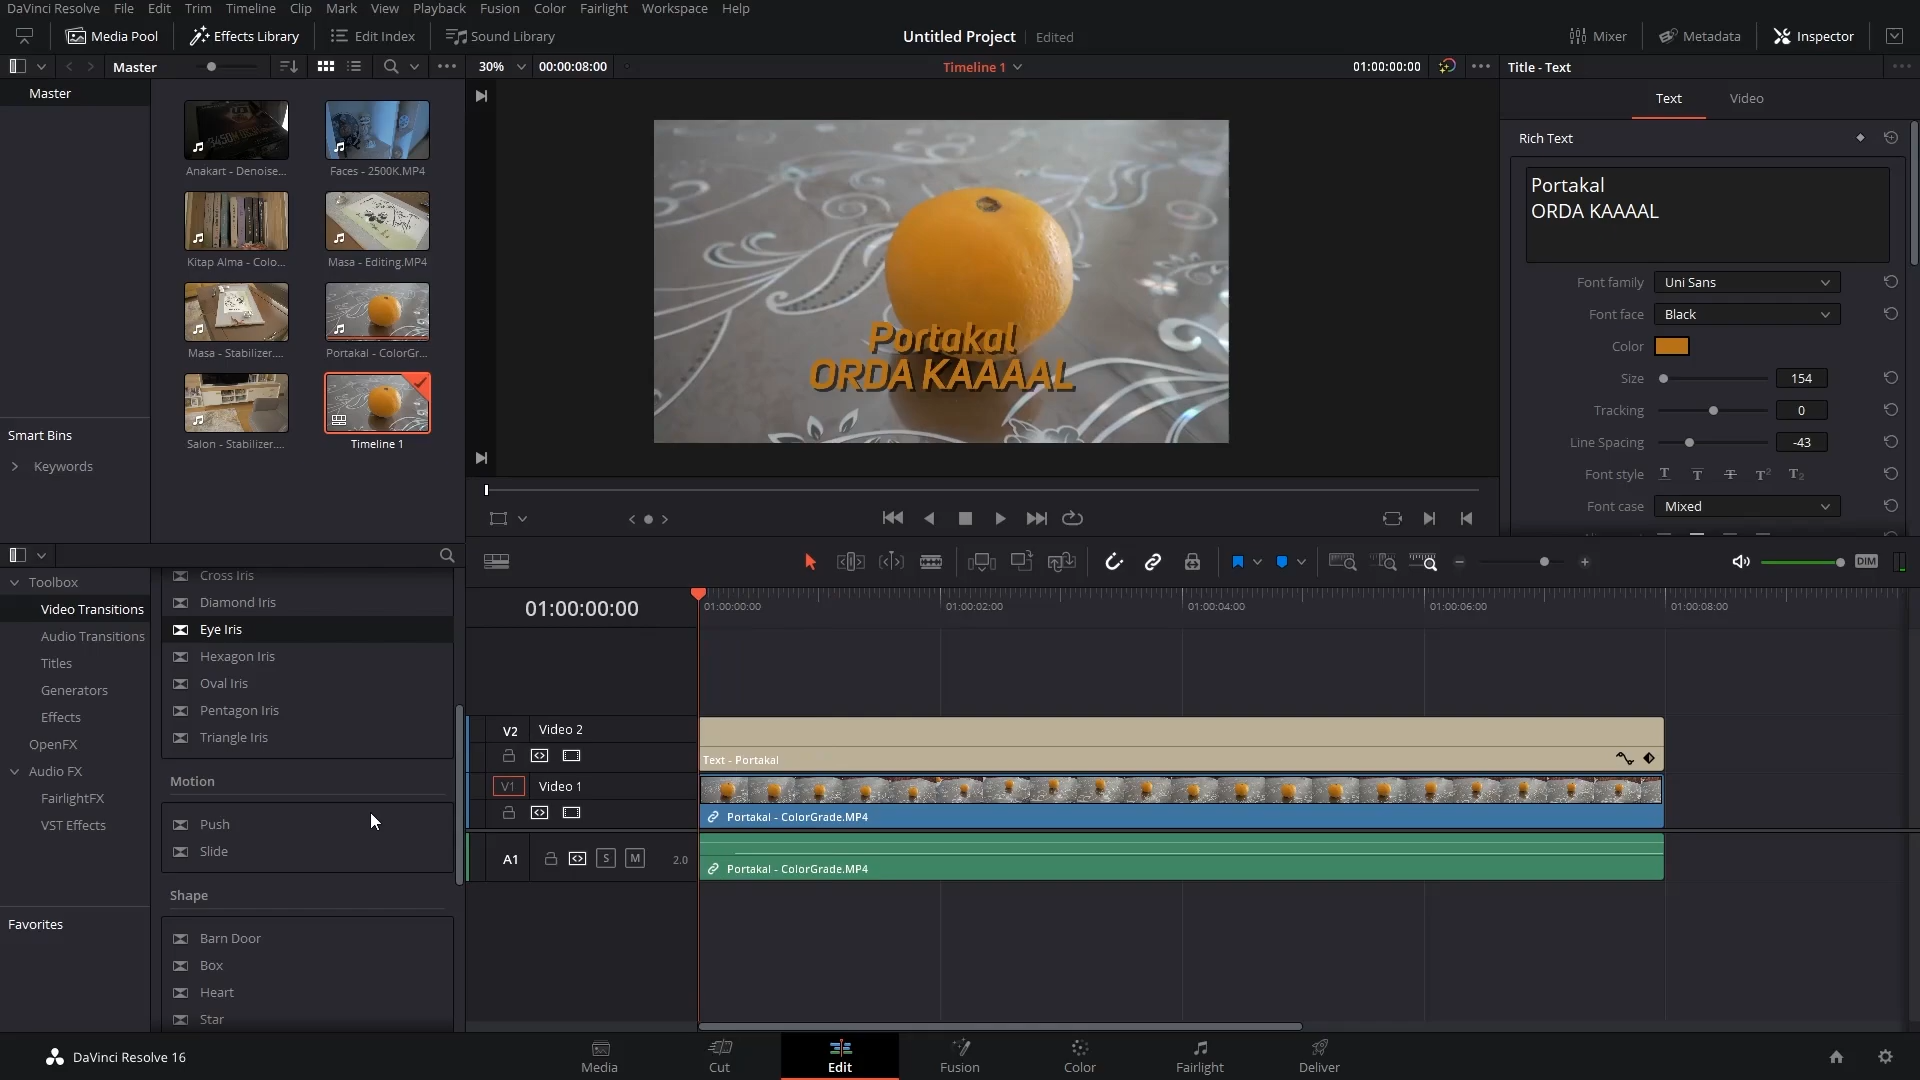 DaVinci Resolve File Edit Trim Timeline Clip Mark View Playback Fusion Color Fairlight Workspace Help
Media Pool Effects Library Edit Index Sound Library Untitled Project Edited Mixer Metadata Inspector
Master 30% 00:00:08:00 Timeline 1 01:00:00:00 Title - Text
Master
Anakart - Denoise...
Faces - 2500K.MP4
Kitap Alma - Colo...
Masa - Editing.MP4
Masa - Stabilizer....
Portakal - ColorGr...
Salon - Stabilizer....
Timeline 1
Smart Bins
Keywords
Portakal
ORDA KAAAAL
Text Video
Rich Text
Portakal
ORDA KAAAAL
Font family Uni Sans
Font face Black
Color
Size 154
Tracking 0
Line Spacing -43
Font style T T T T2 T2
Font case Mixed
Toolbox
Video Transitions
Audio Transitions
Titles
Generators
Effects
OpenFX
Audio FX
FairlightFX
VST Effects
Favorites
Cross Iris
Diamond Iris
Eye Iris
Hexagon Iris
Oval Iris
Pentagon Iris
Triangle Iris
Motion
Push
Slide
Shape
Barn Door
Box
Heart
Star
DIM
01:00:00:00
01:00:00:00 01:00:02:00 01:00:04:00 01:00:06:00 01:00:08:00
V2 Video 2
Text - Portakal
V1 Video 1
Portakal - ColorGrade.MP4
A1 S M 2.0
Portakal - ColorGrade.MP4
DaVinci Resolve 16
Media Cut Edit Fusion Color Fairlight Deliver